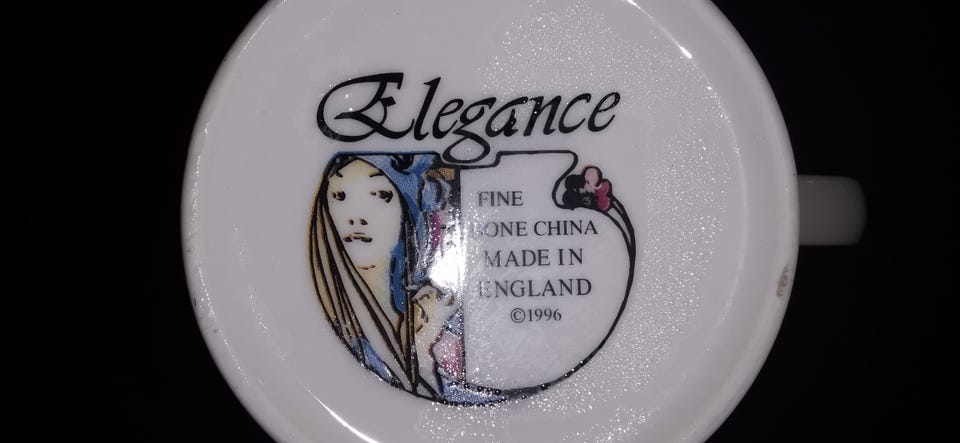 Elegance
FINE
BONE CHINA
MADE IN
ENGLAND
©1996